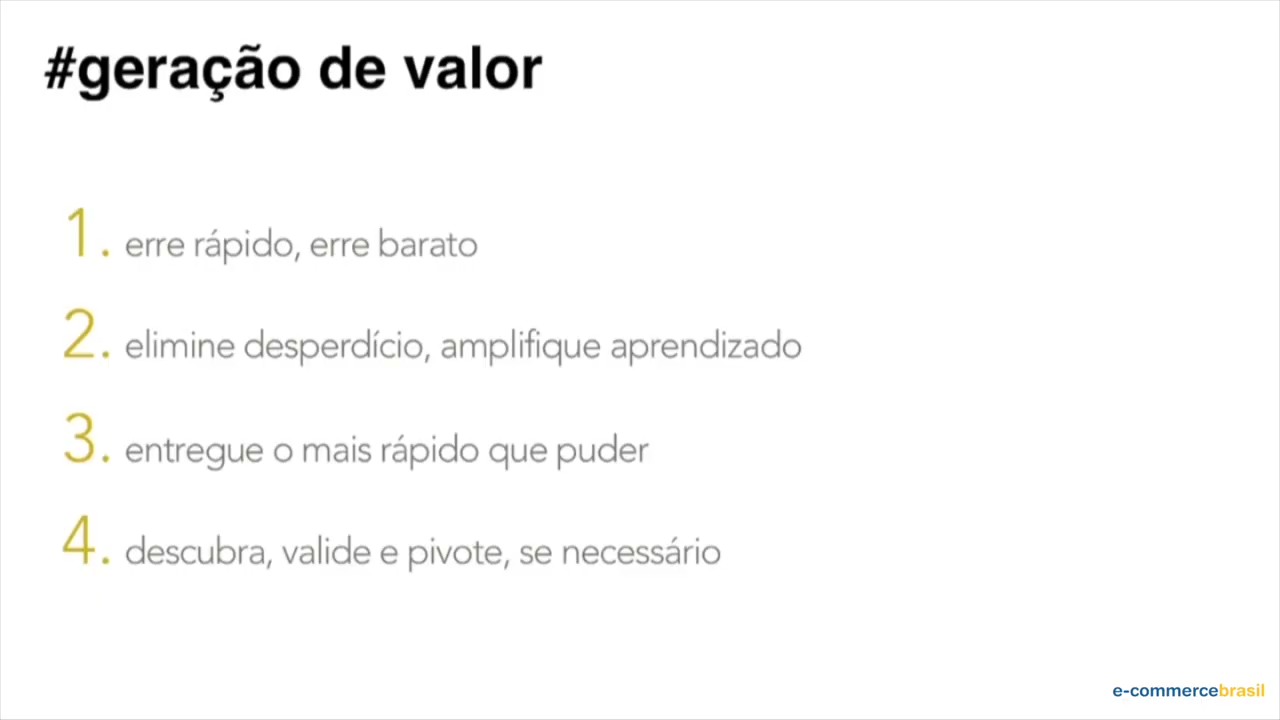 #geração de valor
1. erre rápido, erre barato
2. elimine desperdício, amplifique aprendizado
3. entregue o mais rápido que puder
4. descubra, valide e pivote, se necessário
e-commercebrasil